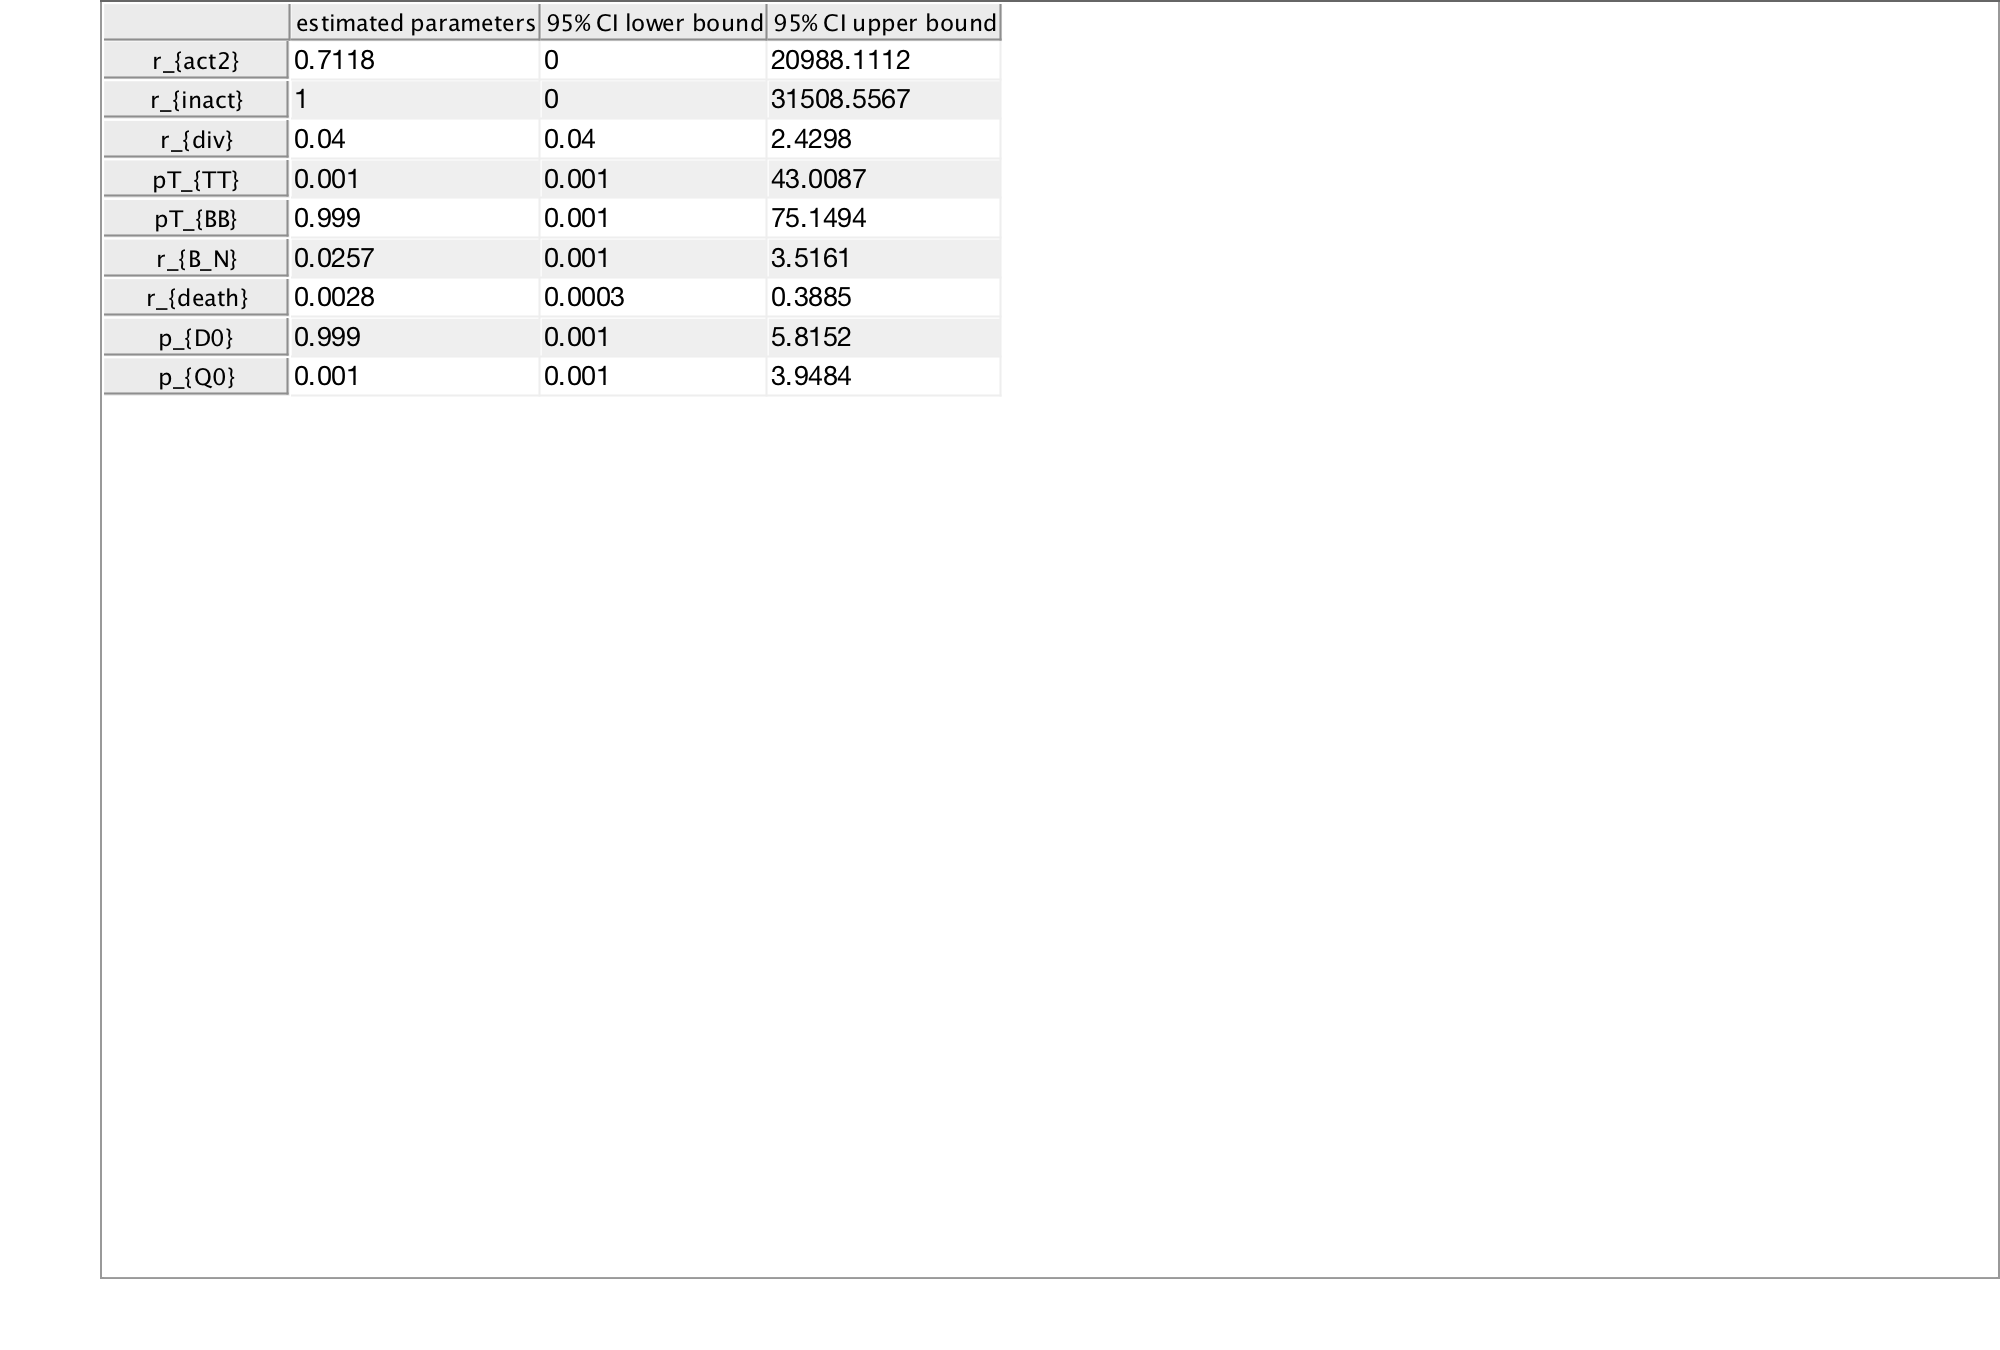 estimated parameters 95% CI lower bound 95% CI upper bound
r_{act2} 0.7118 0 20988.1112
r_{inact} 1 0 31508.5567
r_{div} 0.04 0.04 2.4298
pT_{TT} 0.001 0.001 43.0087
pT_{BB} 0.999 0.001 75.1494
r_{B_N} 0.0257 0.001 3.5161
r_{death} 0.0028 0.0003 0.3885
p_{D0} 0.999 0.001 5.8152
p_{Q0} 0.001 0.001 3.9484